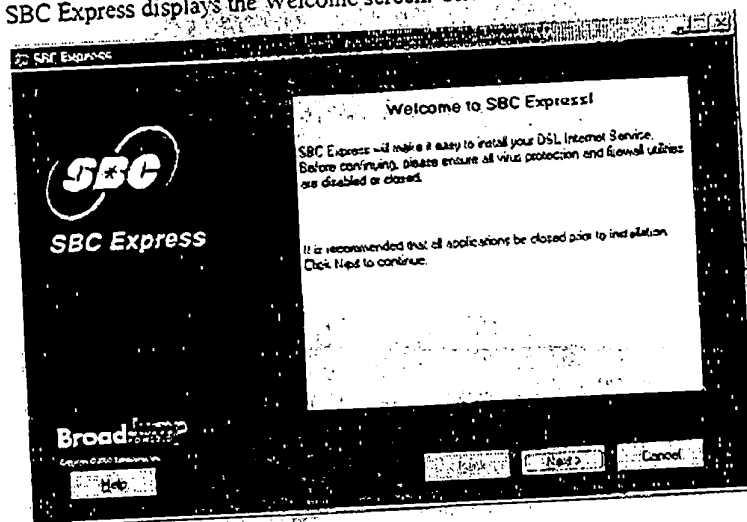 SBC Express displays the Welcome screen.
SBC Express
Welcome to SBC Express!
SBC Express will make it easy to install your DSL Internet Service.
Before continuing, please ensure all virus protection and firewall utilities
are disabled or closed.
It is recommended that all applications be closed prior to installation.
Click Next to continue.
SBC
SBC Express
Broadjump
Help
Back
Next >
Cancel